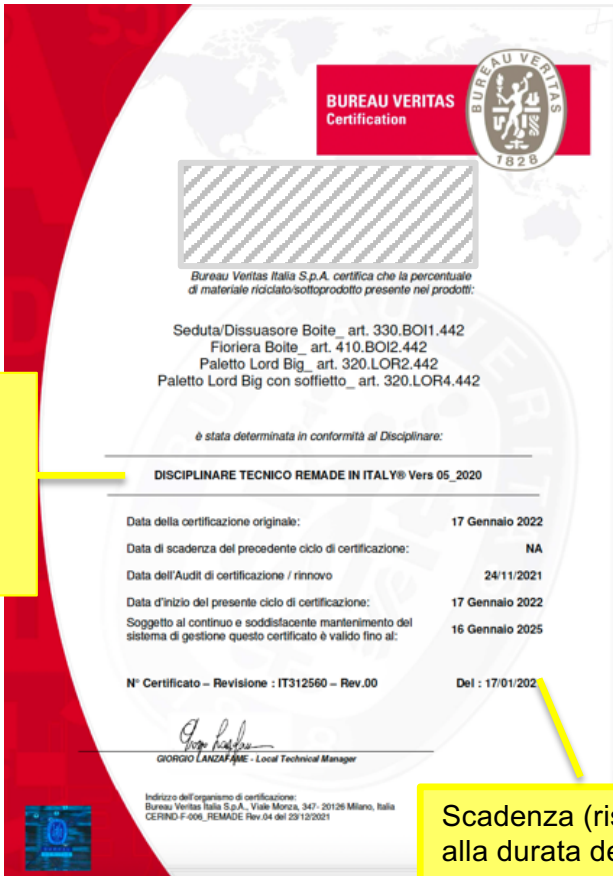 BUREAU VERITAS
Certification
BUREAU VERITAS
1828
Bureau Veritas Italia S.p.A. certifica che la percentuale
di materiale riciclato/sottoprodotto presente nei prodotti:
Seduta/Dissuasore Boite_ art. 330.BOI1.442
Fioriera Boite_ art. 410.BOI2.442
Paletto Lord Big_ art. 320.LOR2.442
Paletto Lord Big con soffietto_ art. 320.LOR4.442
è stata determinata in conformità al Disciplinare:
DISCIPLINARE TECNICO REMADE IN ITALY® Vers 05_2020
Data della certificazione originale: 17 Gennaio 2022
Data di scadenza del precedente ciclo di certificazione: NA
Data dell'Audit di certificazione / rinnovo 24/11/2021
Data d'inizio del presente ciclo di certificazione: 17 Gennaio 2022
Soggetto al continuo e soddisfacente mantenimento del
sistema di gestione questo certificato è valido fino al: 16 Gennaio 2025
N° Certificato – Revisione : IT312560 – Rev.00 Del : 17/01/202
GIORGIO LANZAFAME - Local Technical Manager
Indirizzo dell'organismo di certificazione:
Bureau Veritas Italia S.p.A., Viale Monza, 347- 20126 Milano, Italia
CERIND-F-006_REMADE Rev.04 del 23/12/2021
Scadenza (ris
alla durata de